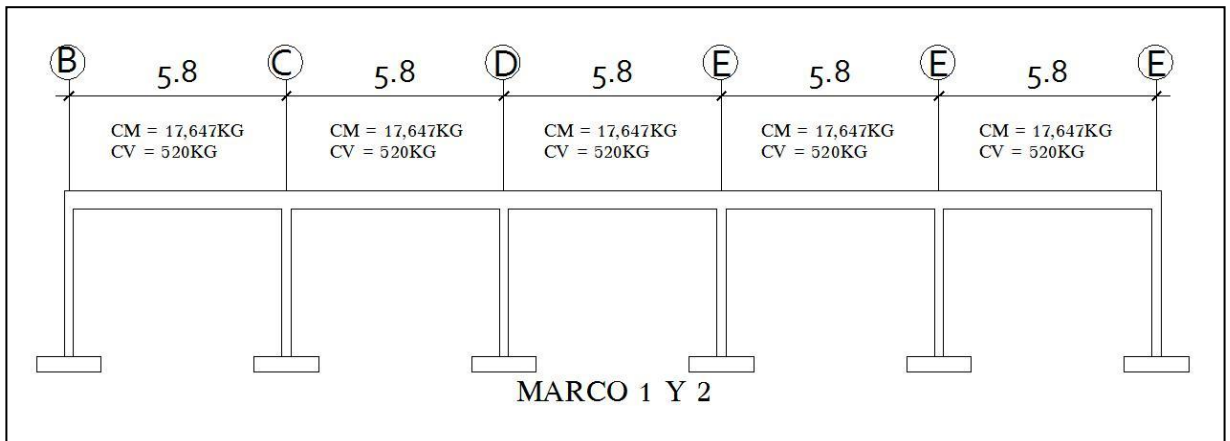 B C D E E E
5.8 5.8 5.8 5.8 5.8
CM = 17,647KG CM = 17,647KG CM = 17,647KG CM = 17,647KG CM = 17,647KG
CV = 520KG CV = 520KG CV = 520KG CV = 520KG CV = 520KG
MARCO 1 Y 2